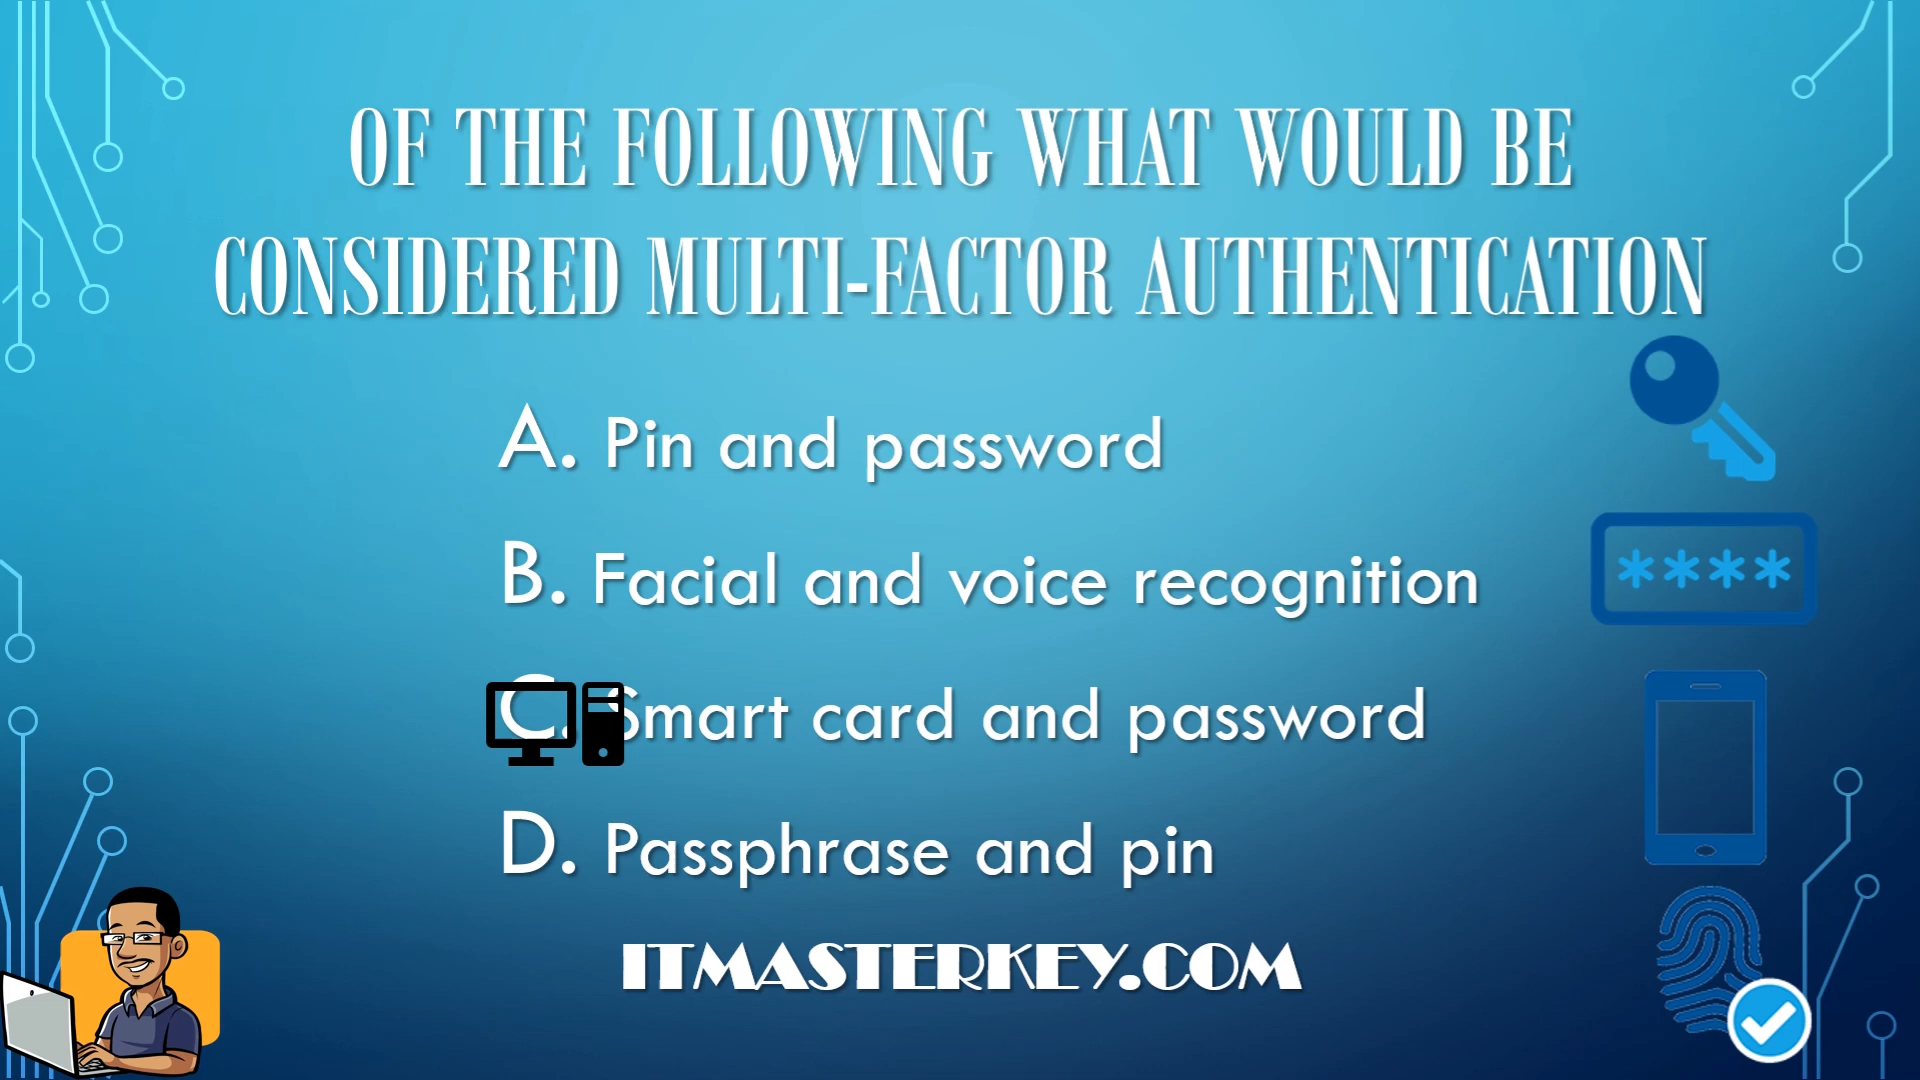 OF THE FOLLOWING WHAT WOULD BE
CONSIDERED MULTI-FACTOR AUTHENTICATION
A. Pin and password
B. Facial and voice recognition
C. Smart card and password
D. Passphrase and pin
ITMASTERKEY.COM
****